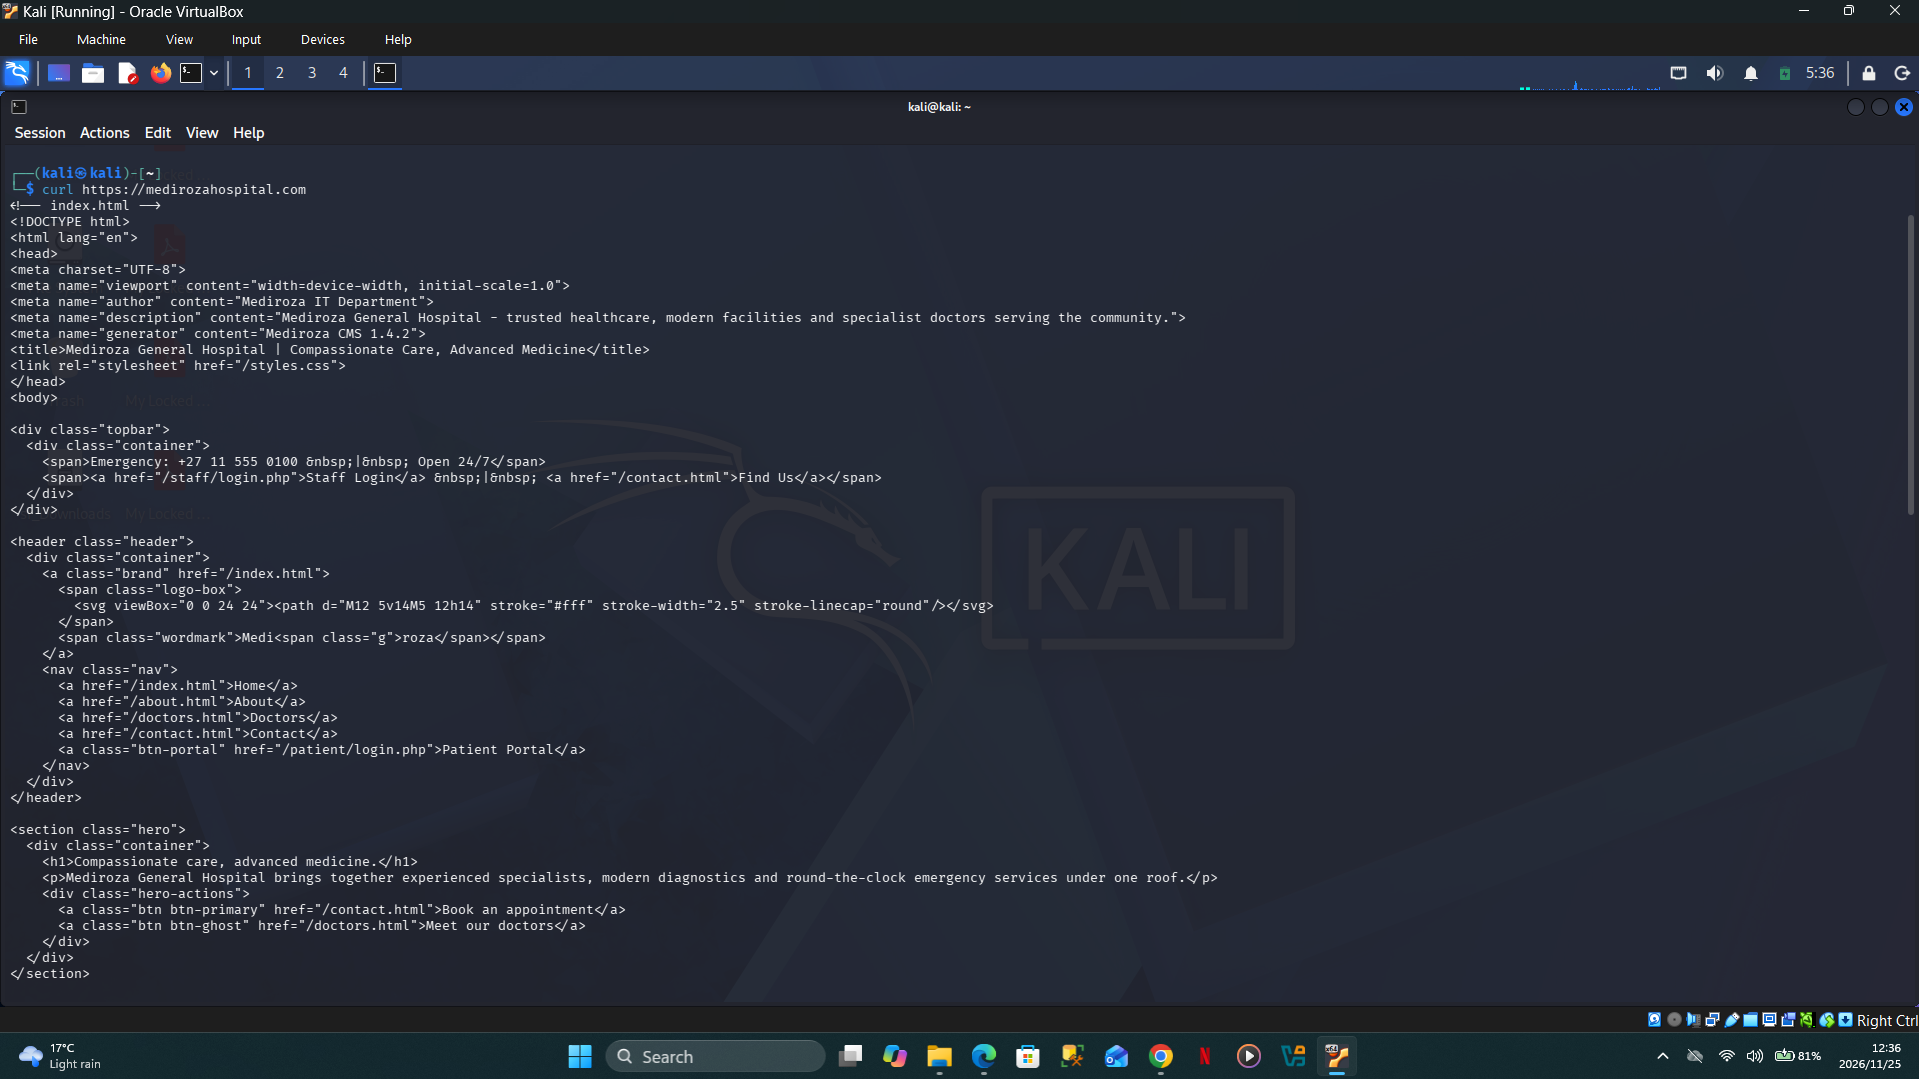 Kali [Running] - Oracle VirtualBox
File Machine View Input Devices Help
1 2 3 4
5:36
kali@kali: ~
Session Actions Edit View Help
┌──(kali㉿kali)-[~]
└─$ curl https://medirozahospital.com
<!-- index.html -->
<!DOCTYPE html>
<html lang="en">
<head>
<meta charset="UTF-8">
<meta name="viewport" content="width=device-width, initial-scale=1.0">
<meta name="author" content="Mediroza IT Department">
<meta name="description" content="Mediroza General Hospital - trusted healthcare, modern facilities and specialist doctors serving the community.">
<meta name="generator" content="Mediroza CMS 1.4.2">
<title>Mediroza General Hospital | Compassionate Care, Advanced Medicine</title>
<link rel="stylesheet" href="/styles.css">
</head>
<body>
<div class="topbar">
<div class="container">
<span>Emergency: +27 11 555 0100 &nbsp;|&nbsp; Open 24/7</span>
<span><a href="/staff/login.php">Staff Login</a> &nbsp;|&nbsp; <a href="/contact.html">Find Us</a></span>
</div>
</div>
<header class="header">
<div class="container">
<a class="brand" href="/index.html">
<span class="logo-box">
<svg viewBox="0 0 24 24"><path d="M12 5v14M5 12h14" stroke="#fff" stroke-width="2.5" stroke-linecap="round"/></svg>
</span>
<span class="wordmark">Medi<span class="g">roza</span></span>
</a>
<nav class="nav">
<a href="/index.html">Home</a>
<a href="/about.html">About</a>
<a href="/doctors.html">Doctors</a>
<a href="/contact.html">Contact</a>
<a class="btn-portal" href="/patient/login.php">Patient Portal</a>
</nav>
</div>
</header>
<section class="hero">
<div class="container">
<h1>Compassionate care, advanced medicine.</h1>
<p>Mediroza General Hospital brings together experienced specialists, modern diagnostics and round-the-clock emergency services under one roof.</p>
<div class="hero-actions">
<a class="btn btn-primary" href="/contact.html">Book an appointment</a>
<a class="btn btn-ghost" href="/doctors.html">Meet our doctors</a>
</div>
</div>
</section>
KALI
Right Ctrl
17°C
Light rain
Search
81%
12:36
2026/11/25